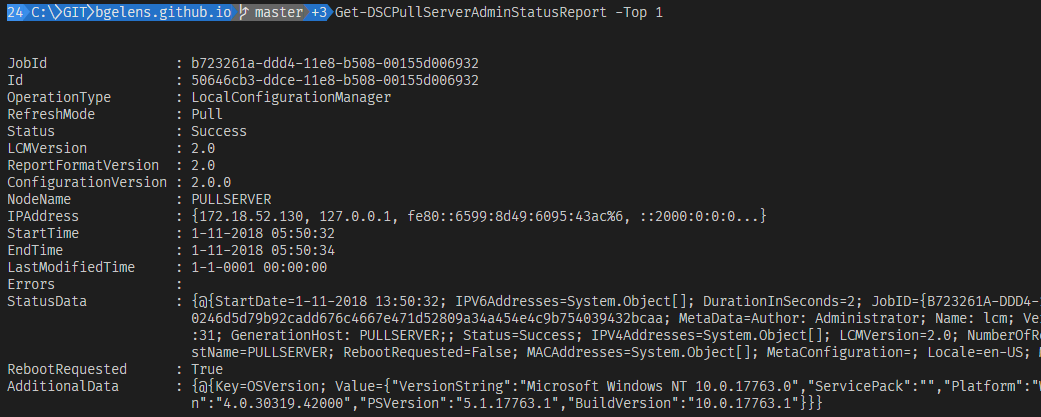 24 C:\>GIT>bgelens.github.io master +3 Get-DSCPullServerAdminStatusReport -Top 1
JobId : b723261a-ddd4-11e8-b508-00155d006932
Id : 50646cb3-ddce-11e8-b508-00155d006932
OperationType : LocalConfigurationManager
RefreshMode : Pull
Status : Success
LCMVersion : 2.0
ReportFormatVersion : 2.0
ConfigurationVersion : 2.0.0
NodeName : PULLSERVER
IPAddress : {172.18.52.130, 127.0.0.1, fe80::6599:8d49:6095:43ac%6, ::2000:0:0:0...}
StartTime : 1-11-2018 05:50:32
EndTime : 1-11-2018 05:50:34
LastModifiedTime : 1-1-0001 00:00:00
Errors :
StatusData : {@{StartDate=1-11-2018 13:50:32; IPV6Addresses=System.Object[]; DurationInSeconds=2; JobID={B723261A-DDD4-
0246d5d79b92cadd676c4667e471d52809a34a454e4c9b754039432bcaa; MetaData=Author: Administrator; Name: lcm; Ve
:31; GenerationHost: PULLSERVER;; Status=Success; IPV4Addresses=System.Object[]; LCMVersion=2.0; NumberOfRe
stName=PULLSERVER; RebootRequested=False; MACAddresses=System.Object[]; MetaConfiguration=; Locale=en-US; M
RebootRequested : True
AdditionalData : {@{Key=OSVersion; Value={"VersionString":"Microsoft Windows NT 10.0.17763.0","ServicePack":"","Platform":"W
n":"4.0.30319.42000","PSVersion":"5.1.17763.1","BuildVersion":"10.0.17763.1"}}}